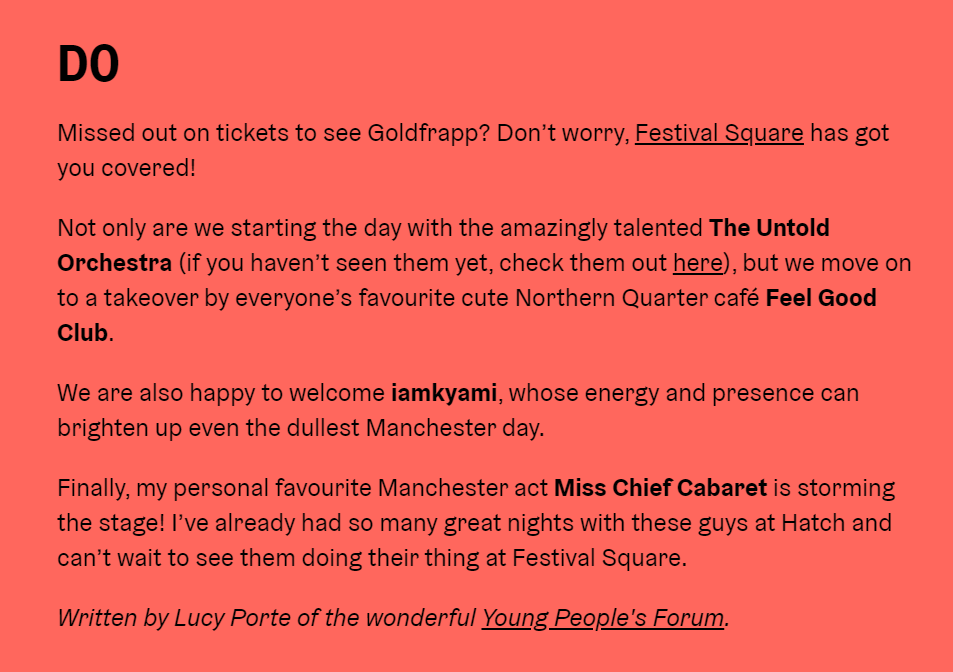 DO
Missed out on tickets to see Goldfrapp? Don’t worry, Festival Square has got
you covered!
Not only are we starting the day with the amazingly talented The Untold
Orchestra (if you haven’t seen them yet, check them out here), but we move on
to a takeover by everyone’s favourite cute Northern Quarter café Feel Good
Club.
We are also happy to welcome iamkyami, whose energy and presence can
brighten up even the dullest Manchester day.
Finally, my personal favourite Manchester act Miss Chief Cabaret is storming
the stage! I’ve already had so many great nights with these guys at Hatch and
can’t wait to see them doing their thing at Festival Square.
Written by Lucy Porte of the wonderful Young People's Forum.